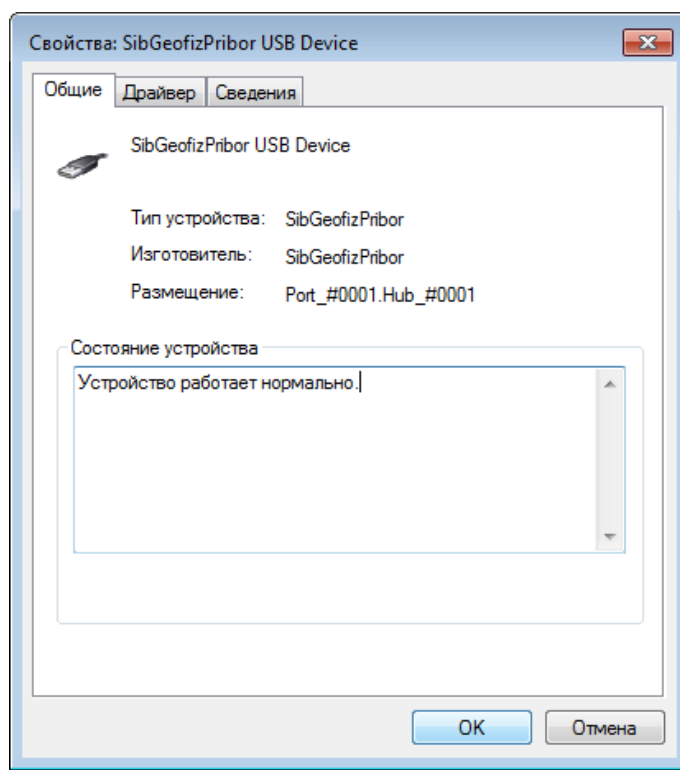 Свойства: SibGeofizPribor USB Device
Общие Драйвер Сведения
SibGeofizPribor USB Device
Тип устройства: SibGeofizPribor
Изготовитель: SibGeofizPribor
Размещение: Port_#0001.Hub_#0001
Состояние устройства
Устройство работает нормально.
OK Отмена